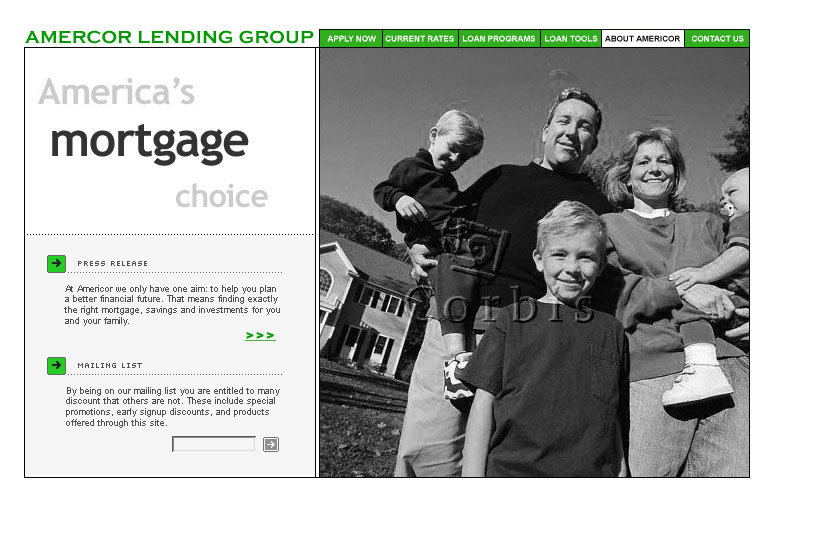 AMERCOR LENDING GROUP
APPLY NOW
CURRENT RATES
LOAN PROGRAMS
LOAN TOOLS
ABOUT AMERICOR
CONTACT US
America's
mortgage
choice
PRESS RELEASE
At Americor we only have one aim: to help you plan
a better financial future. That means finding exactly
the right mortgage, savings and investments for you
and your family.
>>>
MAILING LIST
By being on our mailing list you are entitled to many
discount that others are not. These include special
promotions, early signup discounts, and products
offered through this site.
Corbis